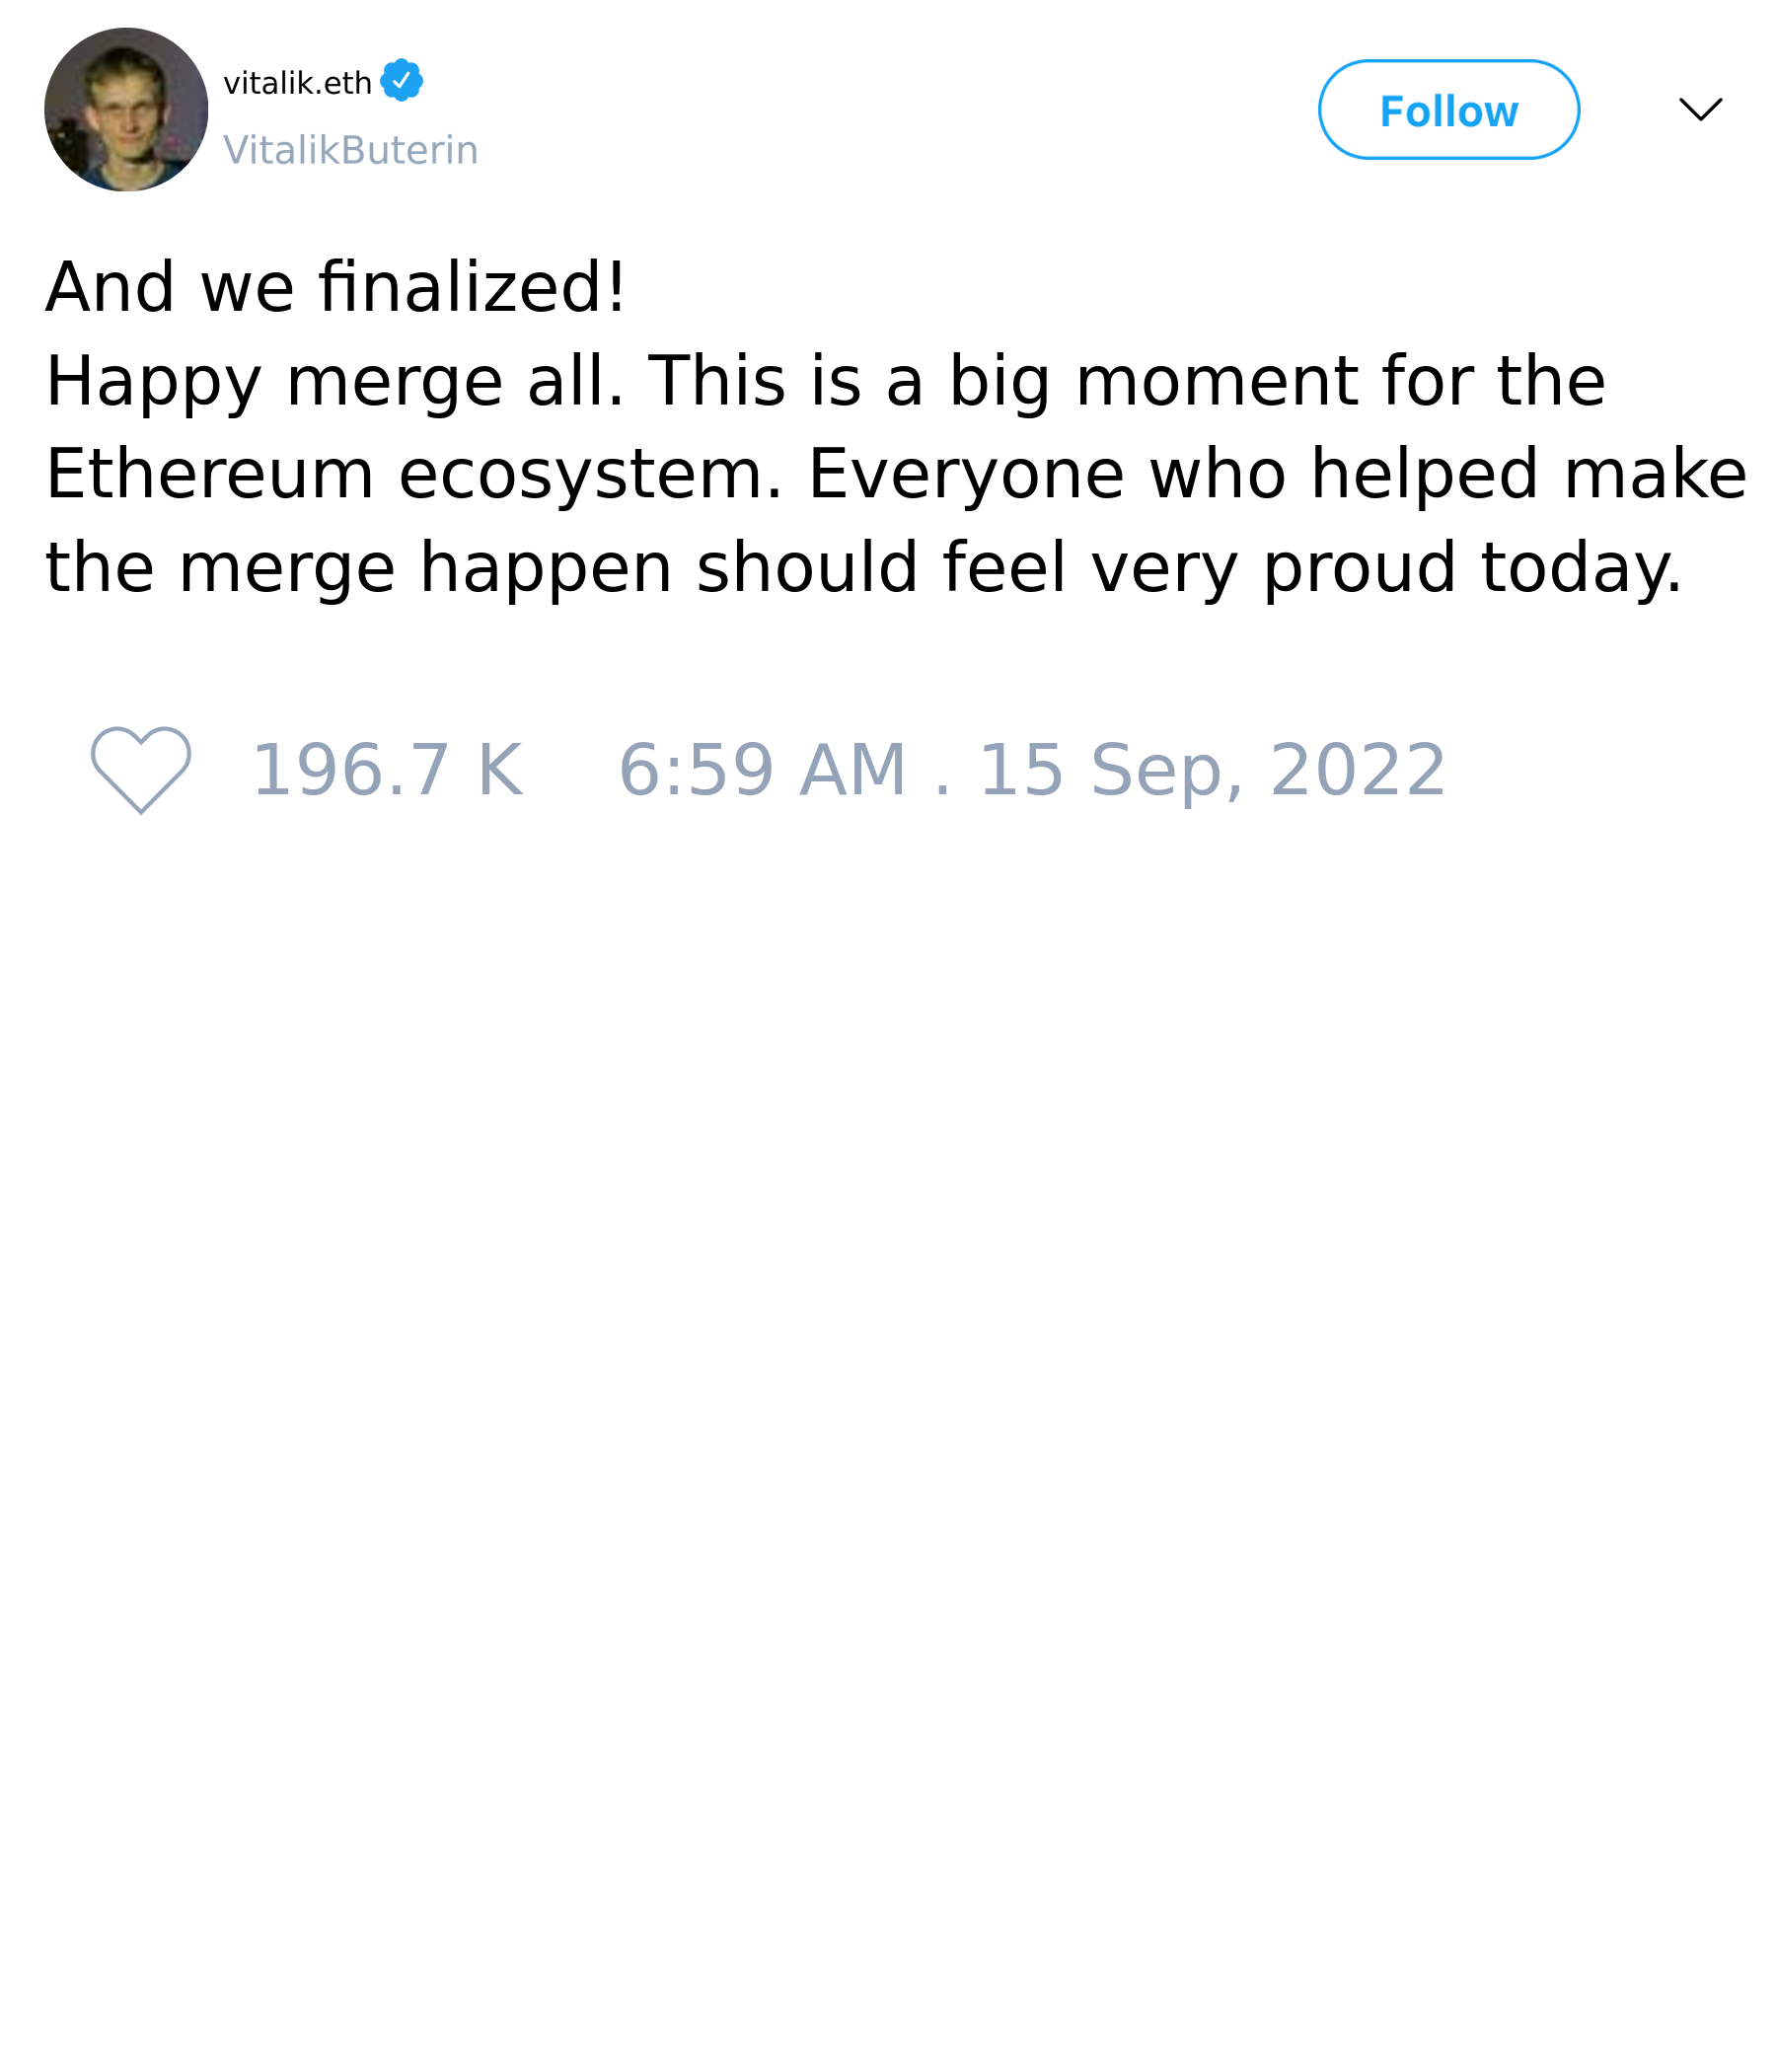 vitalik.eth
VitalikButerin
Follow
And we finalized!
Happy merge all. This is a big moment for the
Ethereum ecosystem. Everyone who helped make
the merge happen should feel very proud today.
196.7 K 6:59 AM . 15 Sep, 2022